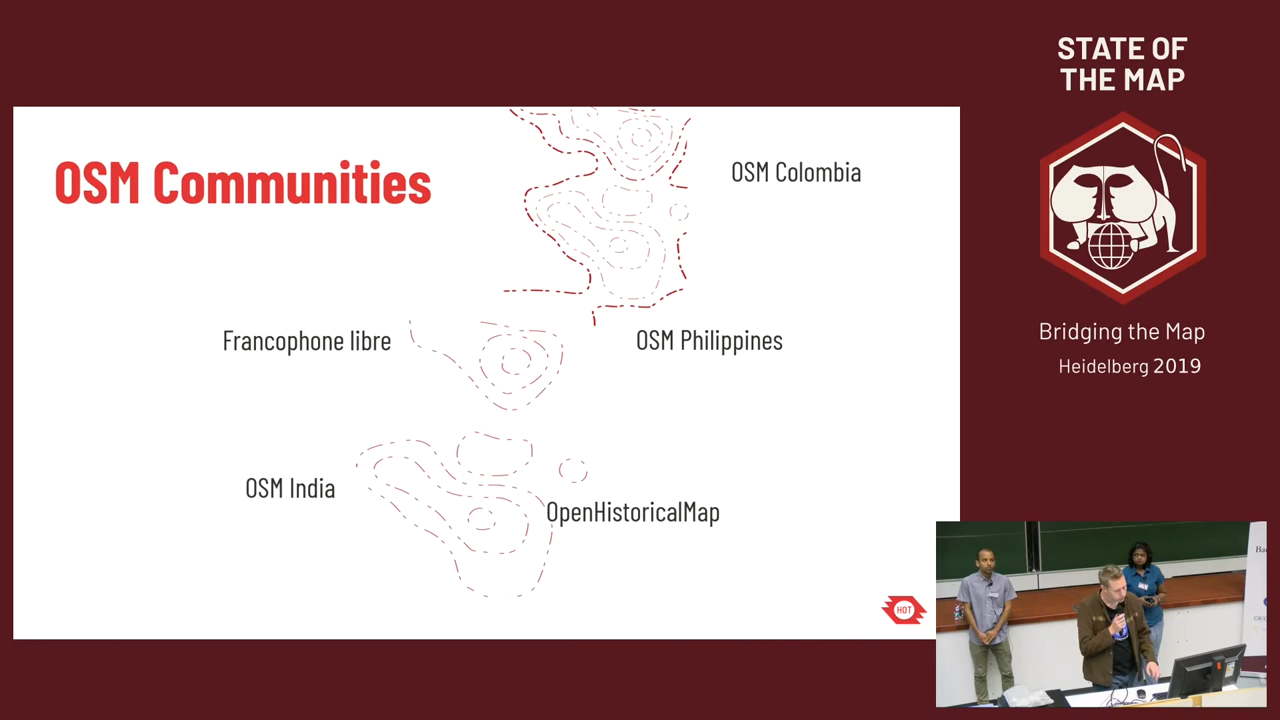 OSM Communities
OSM Colombia
Francophone libre
OSM Philippines
OSM India
OpenHistoricalMap
HOT
STATE OF
THE MAP
Bridging the Map
Heidelberg 2019